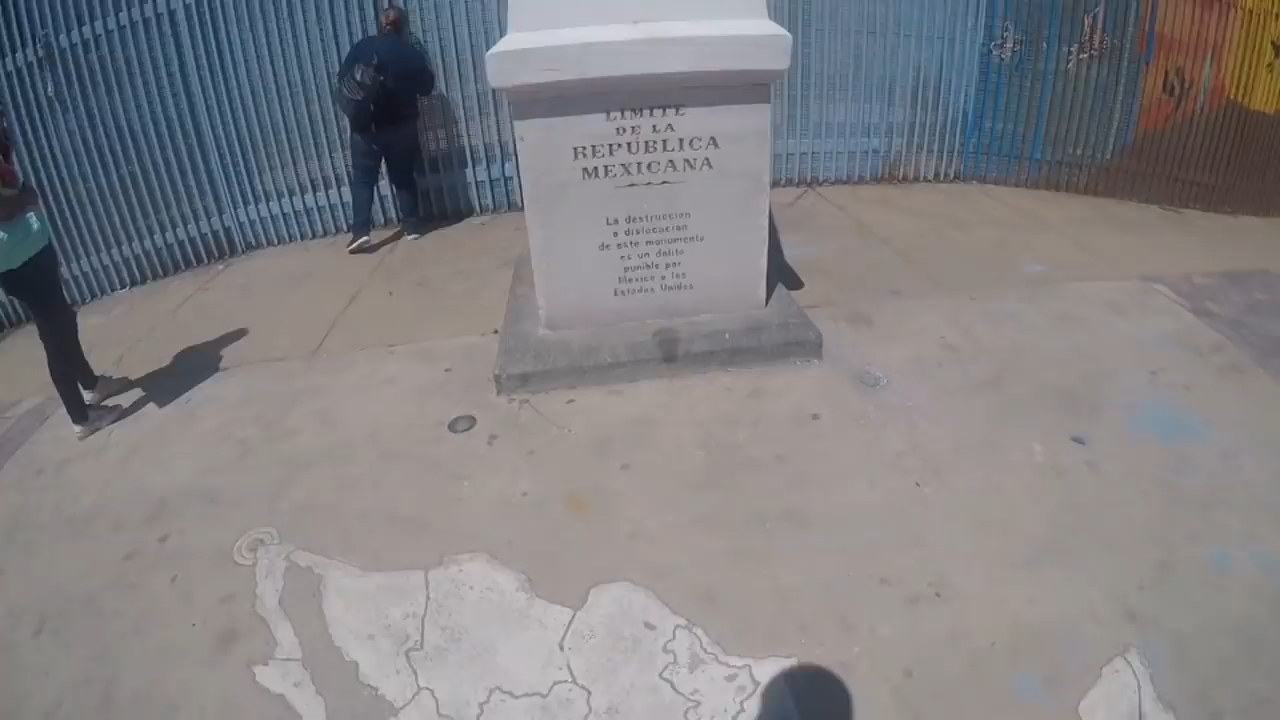 LIMITE
DE LA
REPÚBLICA
MEXICANA
La destruccion
o dislocacion
de este monumento
es un delito
punible por
Mexico o los
Estados Unidos